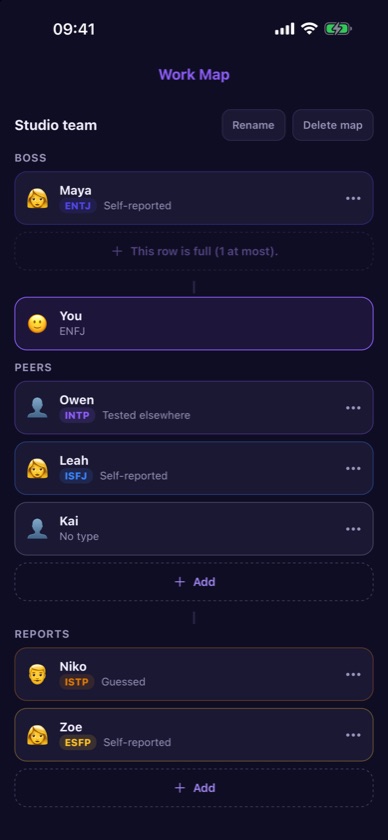 09:41
Work Map
Studio team
Rename
Delete map
BOSS
Maya
ENTJ Self-reported
+ This row is full (1 at most).
You
ENFJ
PEERS
Owen
INTP Tested elsewhere
Leah
ISFJ Self-reported
Kai
No type
+ Add
REPORTS
Niko
ISTP Guessed
Zoe
ESFP Self-reported
+ Add